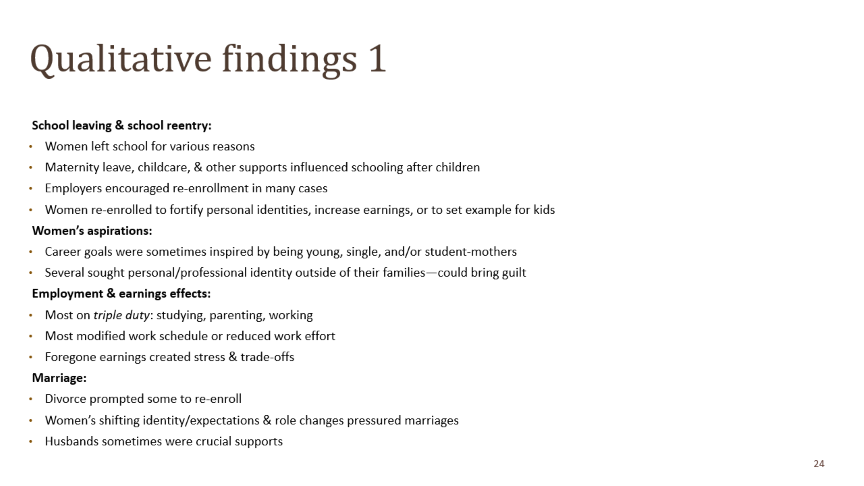 Qualitative findings 1
School leaving & school reentry:
• Women left school for various reasons
• Maternity leave, childcare, & other supports influenced schooling after children
• Employers encouraged re-enrollment in many cases
• Women re-enrolled to fortify personal identities, increase earnings, or to set example for kids
Women's aspirations:
• Career goals were sometimes inspired by being young, single, and/or student-mothers
• Several sought personal/professional identity outside of their families—could bring guilt
Employment & earnings effects:
• Most on triple duty: studying, parenting, working
• Most modified work schedule or reduced work effort
• Foregone earnings created stress & trade-offs
Marriage:
• Divorce prompted some to re-enroll
• Women's shifting identity/expectations & role changes pressured marriages
• Husbands sometimes were crucial supports
24